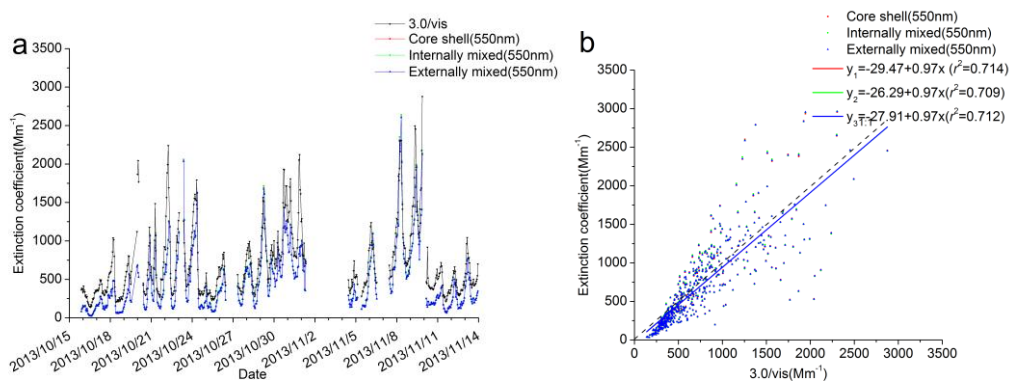 a
3.0/vis
Core shell(550nm)
Internally mixed(550nm)
Externally mixed(550nm)
Extinction coefficient(Mm⁻¹)
3500
3000
2500
2000
1500
1000
500
0
2013/10/15
2013/10/18
2013/10/21
2013/10/24
2013/10/27
2013/10/30
2013/11/2
2013/11/5
2013/11/8
2013/11/11
2013/11/14
Date
b
Core shell(550nm)
Internally mixed(550nm)
Externally mixed(550nm)
y₁=-29.47+0.97x (r²=0.714)
y₂=-26.29+0.97x(r²=0.709)
y₃=-27.91+0.97x(r²=0.712)
1:1
Extinction coefficient(Mm⁻¹)
3500
3000
2500
2000
1500
1000
500
0
0
500
1000
1500
2000
2500
3000
3500
3.0/vis(Mm⁻¹)